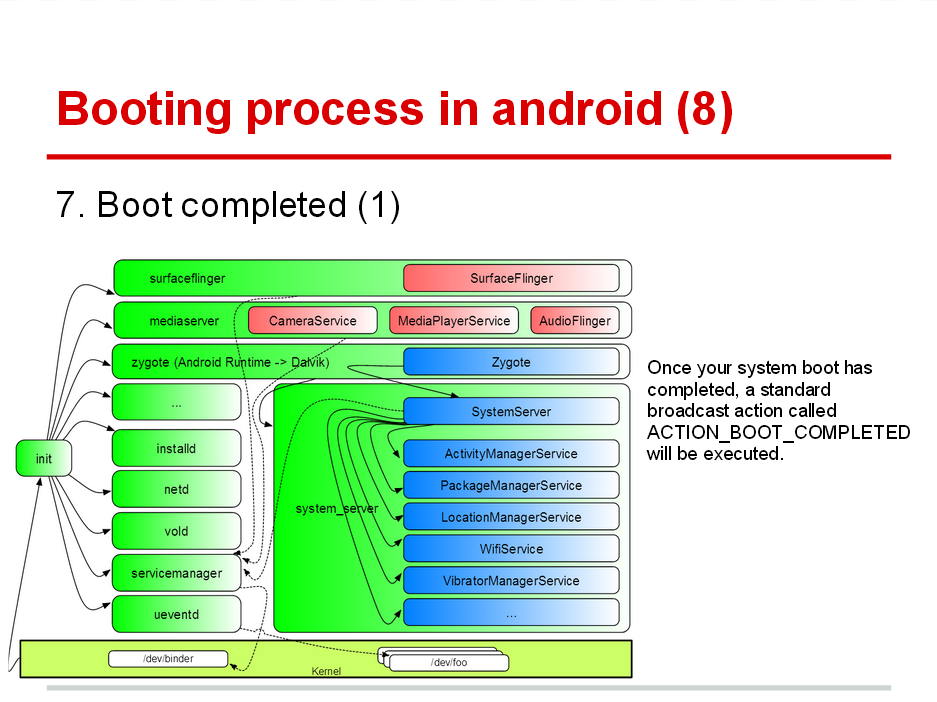 Booting process in android (8)
7. Boot completed (1)
surfaceflinger
SurfaceFlinger
mediaserver
CameraService
MediaPlayerService
AudioFlinger
zygote (Android Runtime -> Dalvik)
Zygote
...
SystemServer
init
installd
ActivityManagerService
netd
PackageManagerService
system_server
LocationManagerService
vold
WifiService
servicemanager
VibratorManagerService
ueventd
...
/dev/binder
/dev/foo
Kernel
Once your system boot has
completed, a standard
broadcast action called
ACTION_BOOT_COMPLETED
will be executed.